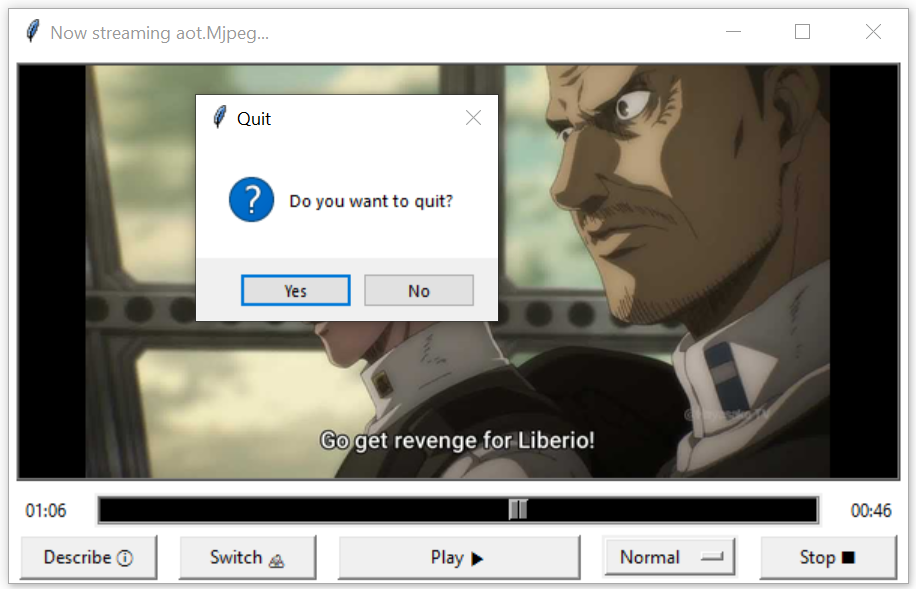 Now streaming aot.Mjpeg...
Quit
Do you want to quit?
Yes No
Go get revenge for Liberio!
01:06 00:46
Describe Switch Play Normal Stop